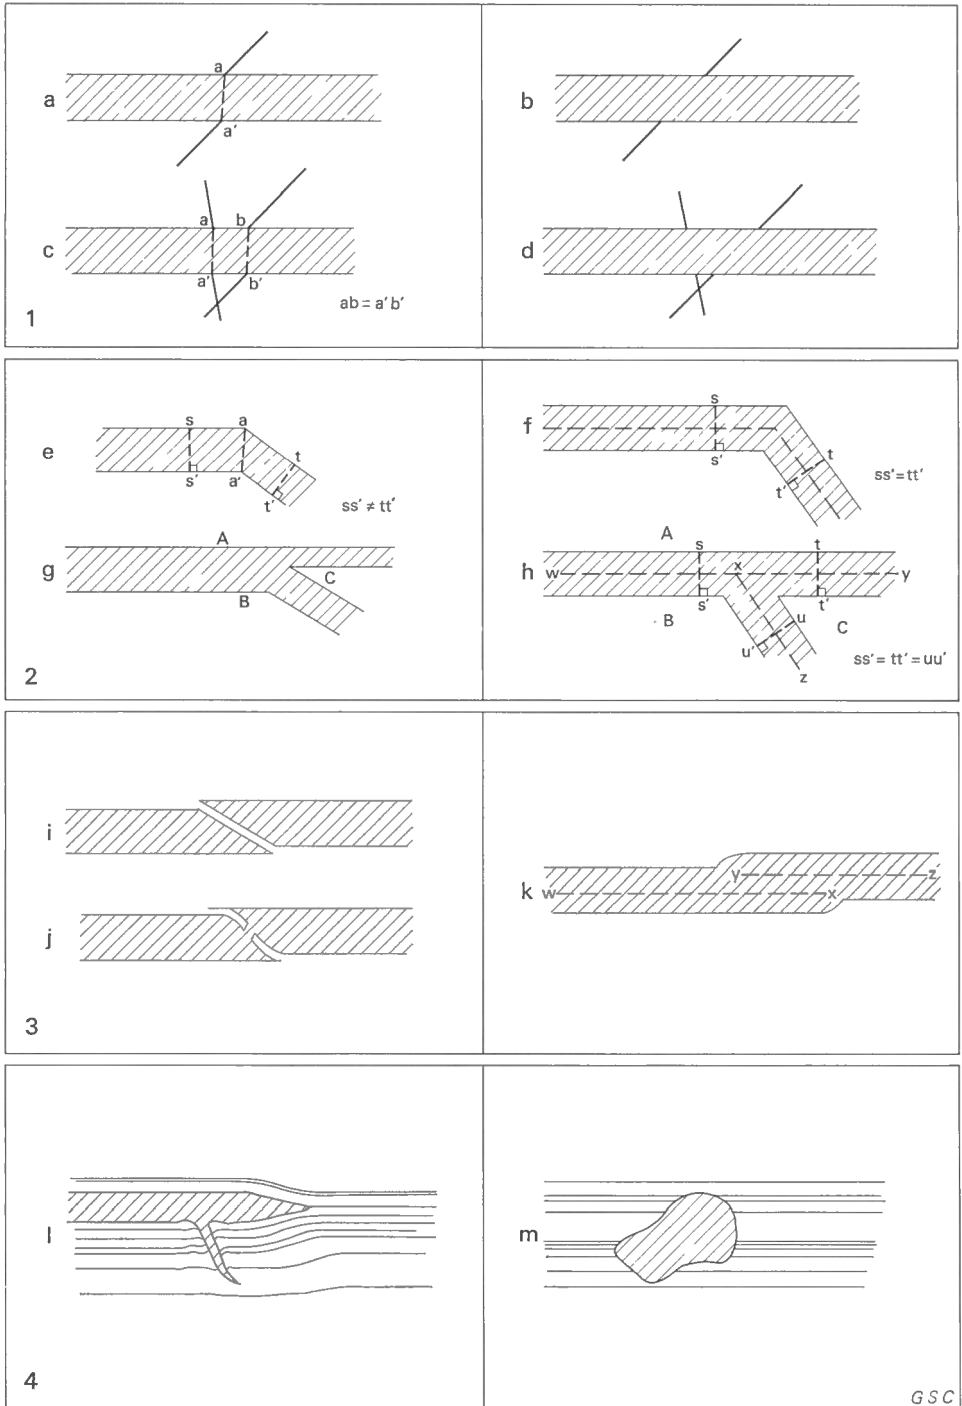 a
a
a'
b
c
a
b
a'
b'
ab = a'b'
d
1
e
s
a
t
s'
a'
t'
ss' ≠ tt'
f
s
s'
t
t'
ss' = tt'
g
A
B
C
h
A
s
t
w
x
y
s'
t'
B
u
C
u'
z
ss' = tt' = uu'
2
i
j
k
y
z
w
x
3
l
m
4
GSC